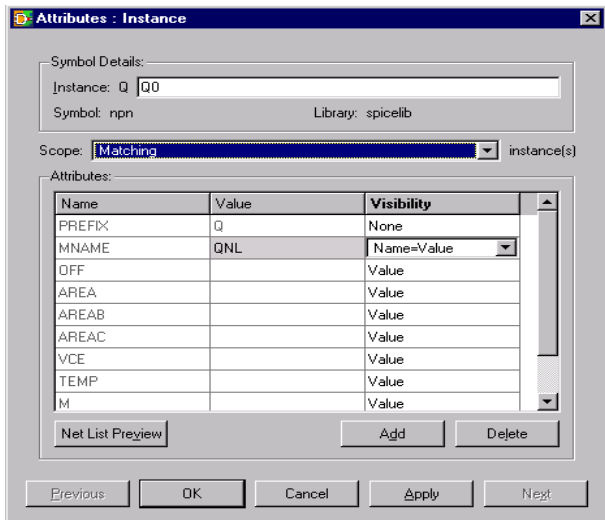 Attributes : Instance
Symbol Details:
Instance: Q Q0
Symbol: npn Library: spicelib
Scope: Matching instance(s)
Attributes:
Name Value Visibility
PREFIX Q None
MNAME QNL Name=Value
OFF Value
AREA Value
AREAB Value
AREAC Value
VCE Value
TEMP Value
M Value
Net List Preview Add Delete
Previous OK Cancel Apply Next